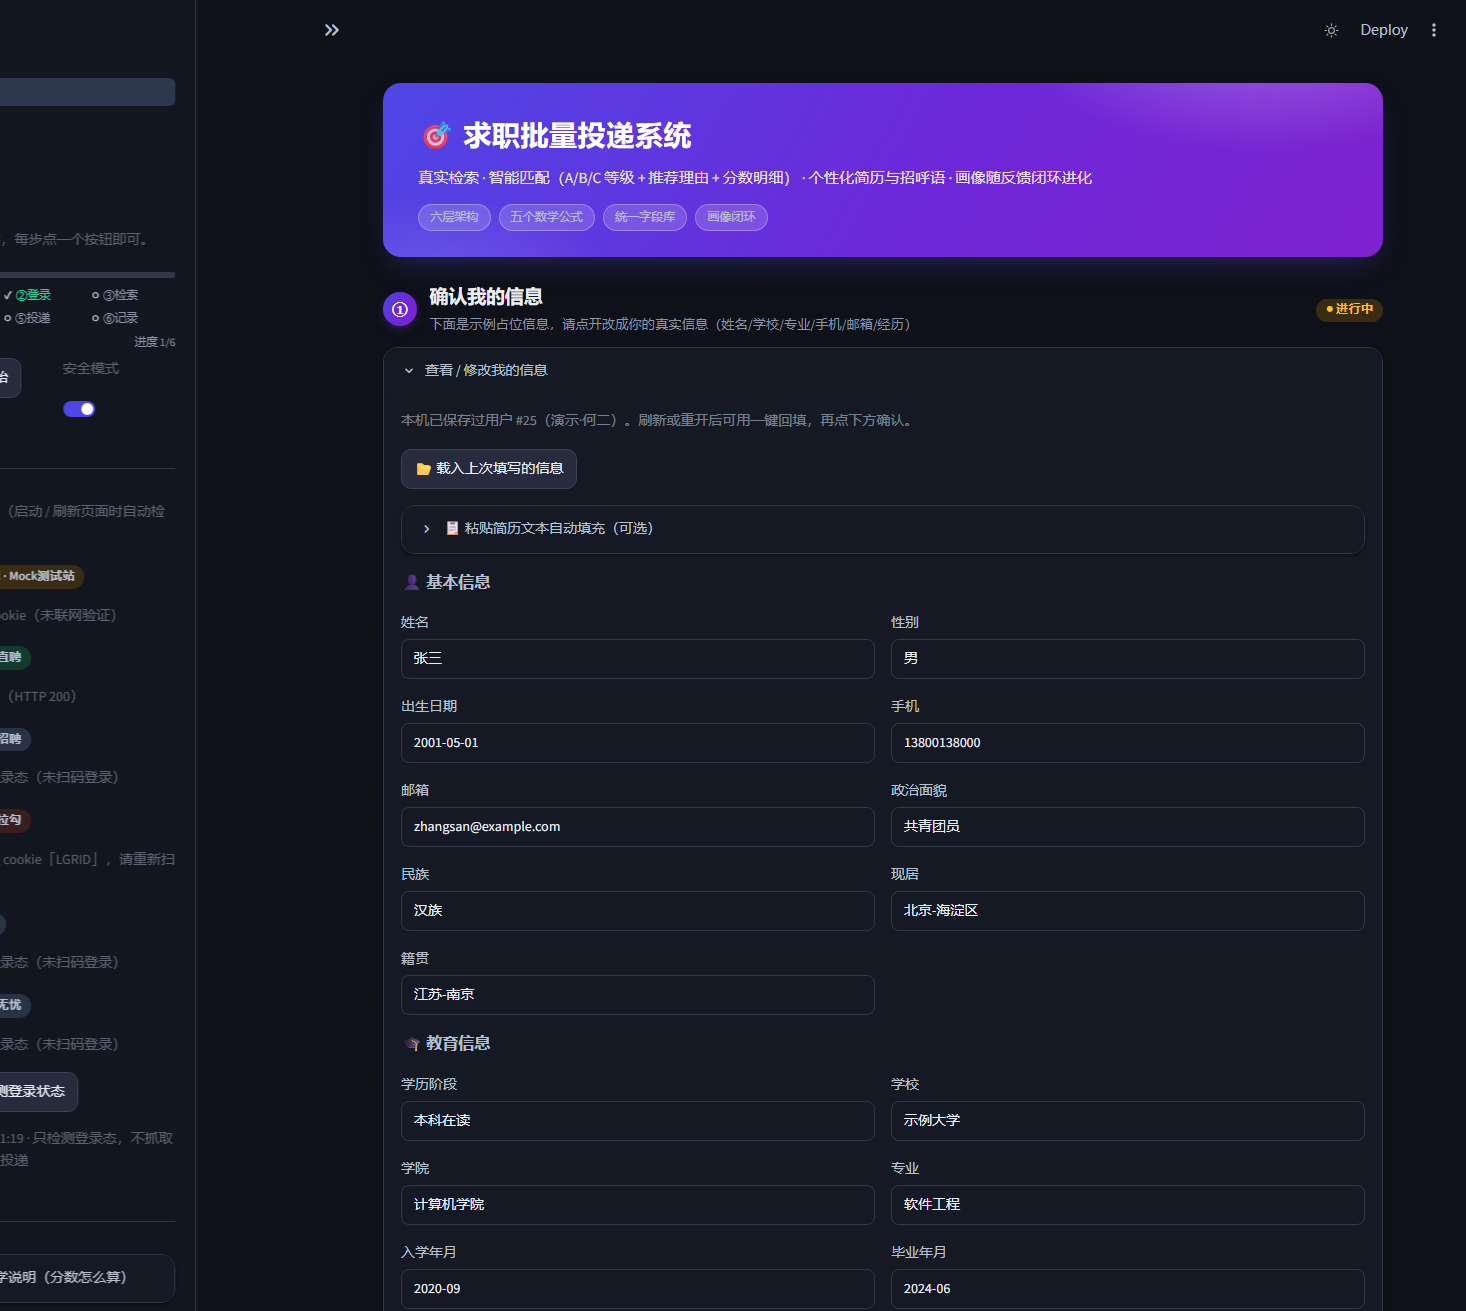 Deploy
，每步点一个按钮即可。
✓ ②登录
○ ③检索
○ ⑤投递
○ ⑥记录
进度 1/6
安全模式
（启动 / 刷新页面时自动检
· Mock测试站
okie（未联网验证）
直聘
（HTTP 200）
招聘
录态（未扫码登录）
拉勾
cookie「LGRID」，请重新扫
录态（未扫码登录）
无忧
录态（未扫码登录）
测登录状态
1:19 · 只检测登录态，不抓取
投递
学说明（分数怎么算）
🎯 求职批量投递系统
真实检索 · 智能匹配（A/B/C 等级 + 推荐理由 + 分数明细） · 个性化简历与招呼语 · 画像随反馈闭环进化
六层架构
五个数学公式
统一字段库
画像闭环
① 确认我的信息
● 进行中
下面是示例占位信息，请点开改成你的真实信息（姓名/学校/专业/手机/邮箱/经历）
查看 / 修改我的信息
本机已保存过用户 #25（演示·何二）。刷新或重开后可用一键回填，再点下方确认。
📂 载入上次填写的信息
📋 粘贴简历文本自动填充（可选）
👤 基本信息
姓名
性别
张三
男
出生日期
手机
2001-05-01
13800138000
邮箱
政治面貌
zhangsan@example.com
共青团员
民族
现居
汉族
北京-海淀区
籍贯
江苏-南京
🎓 教育信息
学历阶段
学校
本科在读
示例大学
学院
专业
计算机学院
软件工程
入学年月
毕业年月
2020-09
2024-06